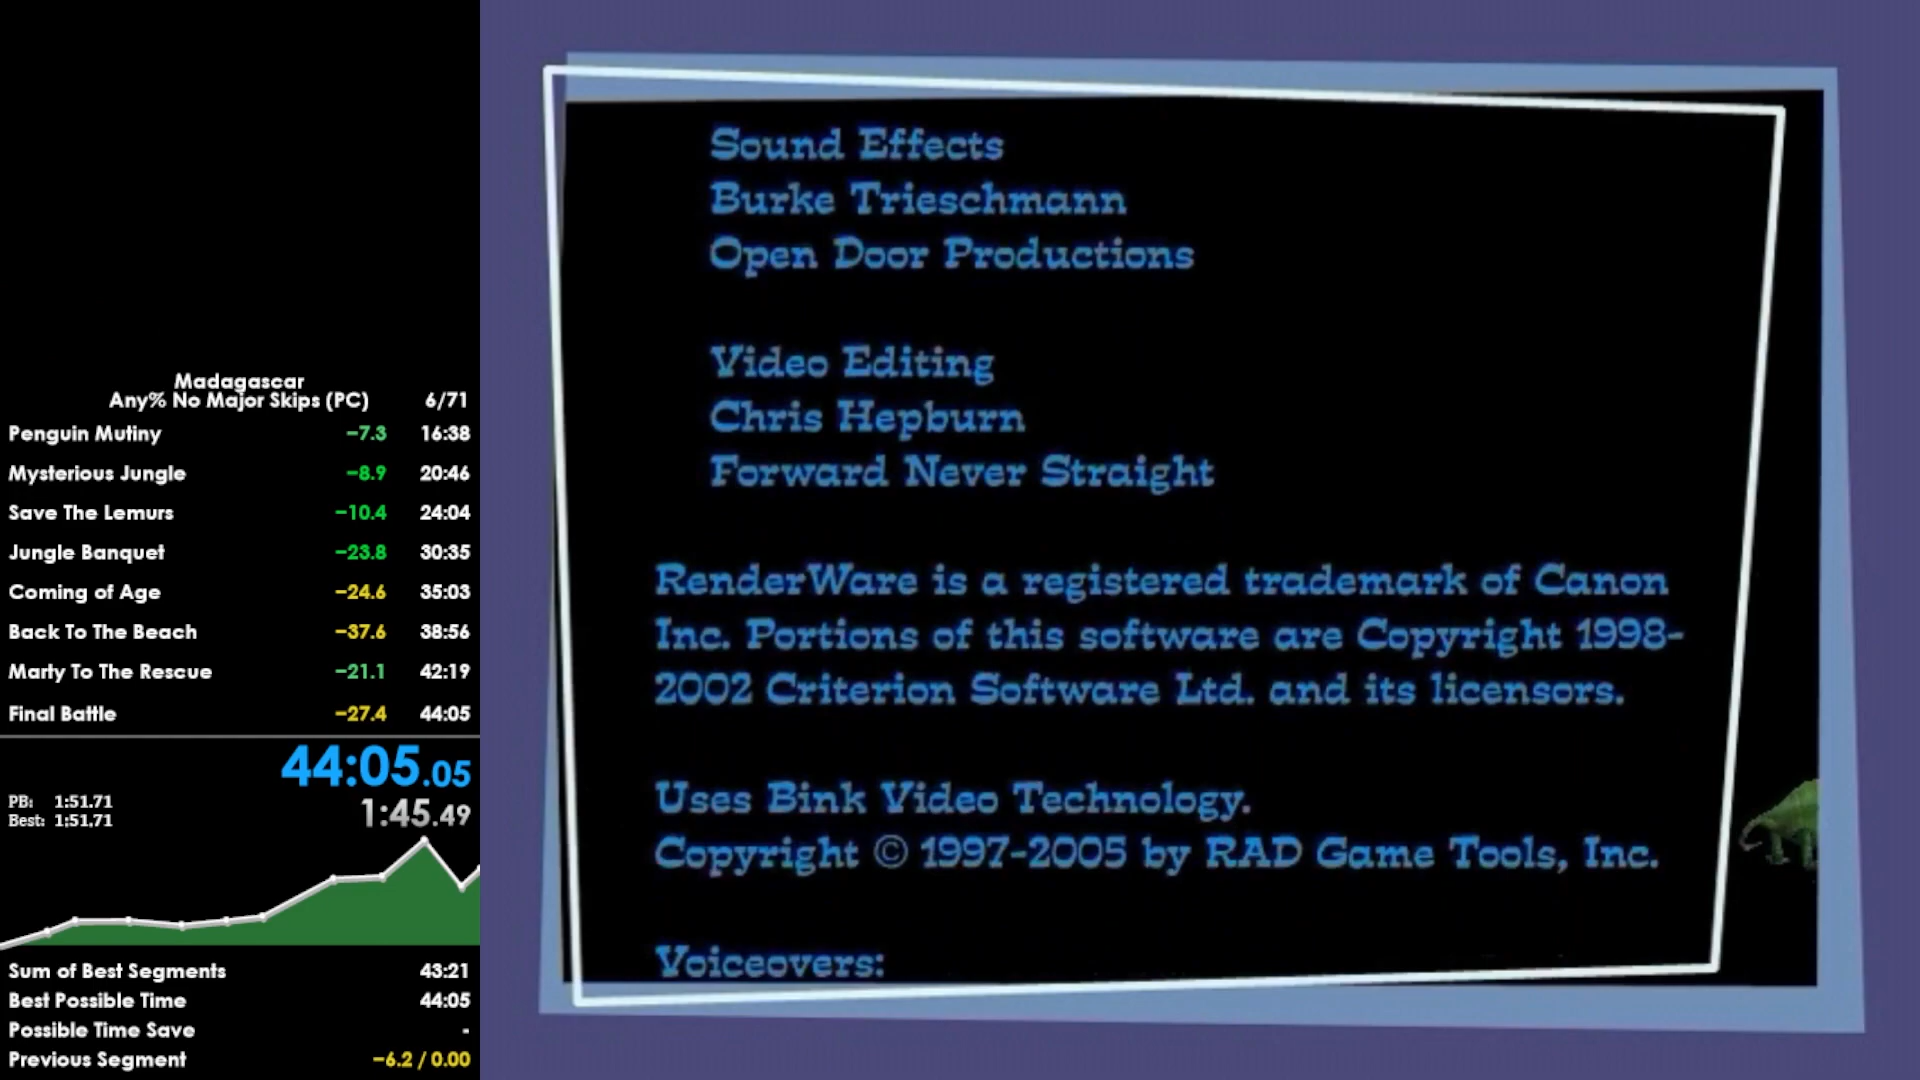 Madagascar
Any% No Major Skips (PC) 6/71
Penguin Mutiny −7.3 16:38
Mysterious Jungle −8.9 20:46
Save The Lemurs −10.4 24:04
Jungle Banquet −23.8 30:35
Coming of Age −24.6 35:03
Back To The Beach −37.6 38:56
Marty To The Rescue −21.1 42:19
Final Battle −27.4 44:05
44:05.05
PB: 1:51.71
1:45.49
Best: 1:51.71
Sum of Best Segments 43:21
Best Possible Time 44:05
Possible Time Save -
Previous Segment −6.2 / 0.00
Sound Effects
Burke Trieschmann
Open Door Productions
Video Editing
Chris Hepburn
Forward Never Straight
RenderWare is a registered trademark of Canon
Inc. Portions of this software are Copyright 1998-
2002 Criterion Software Ltd. and its licensors.
Uses Bink Video Technology.
Copyright © 1997-2005 by RAD Game Tools, Inc.
Voiceovers: